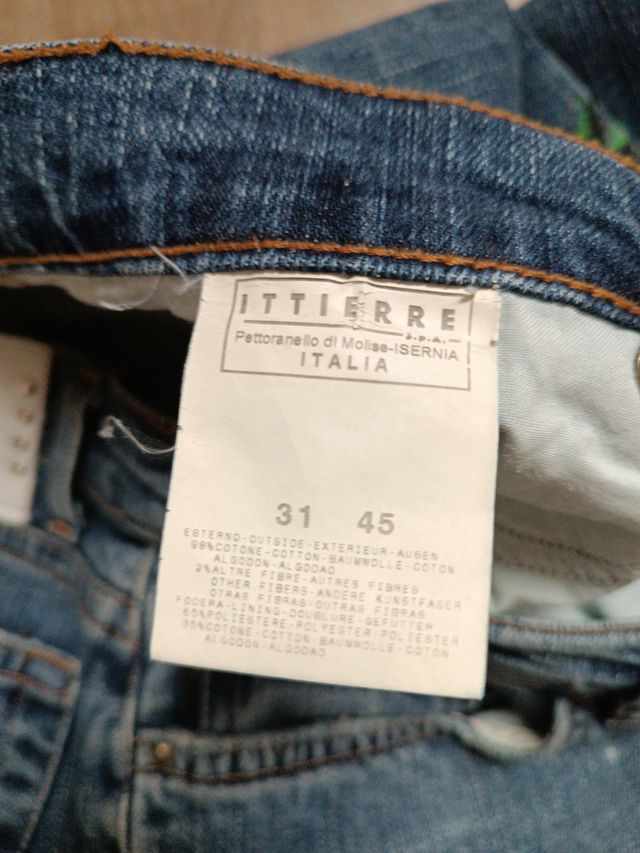 ITTIERRE
S.p.A.
Pettoranello di Molise-ISERNIA
ITALIA
31 45
ESTERNO-OUTSIDE-EXTERIEUR-AUSEN
98%COTONE-COTTON-BAUMWOLLE-COTON
ALGODON-ALGODAO
2%ALTRE FIBRE-AUTRES FIBRES
OTHER FIBERS-ANDERE KUNSTFASER
OTRAS FIBRAS-OUTRAS FIBRAS
FODERA-LINING-DOUBLURE-GEFUTTER
65%POLIESTERE-POLYESTER-POLIESTER
35%COTONE-COTTON-BAUMWOLLE-COTON
ALGODON-ALGODAO